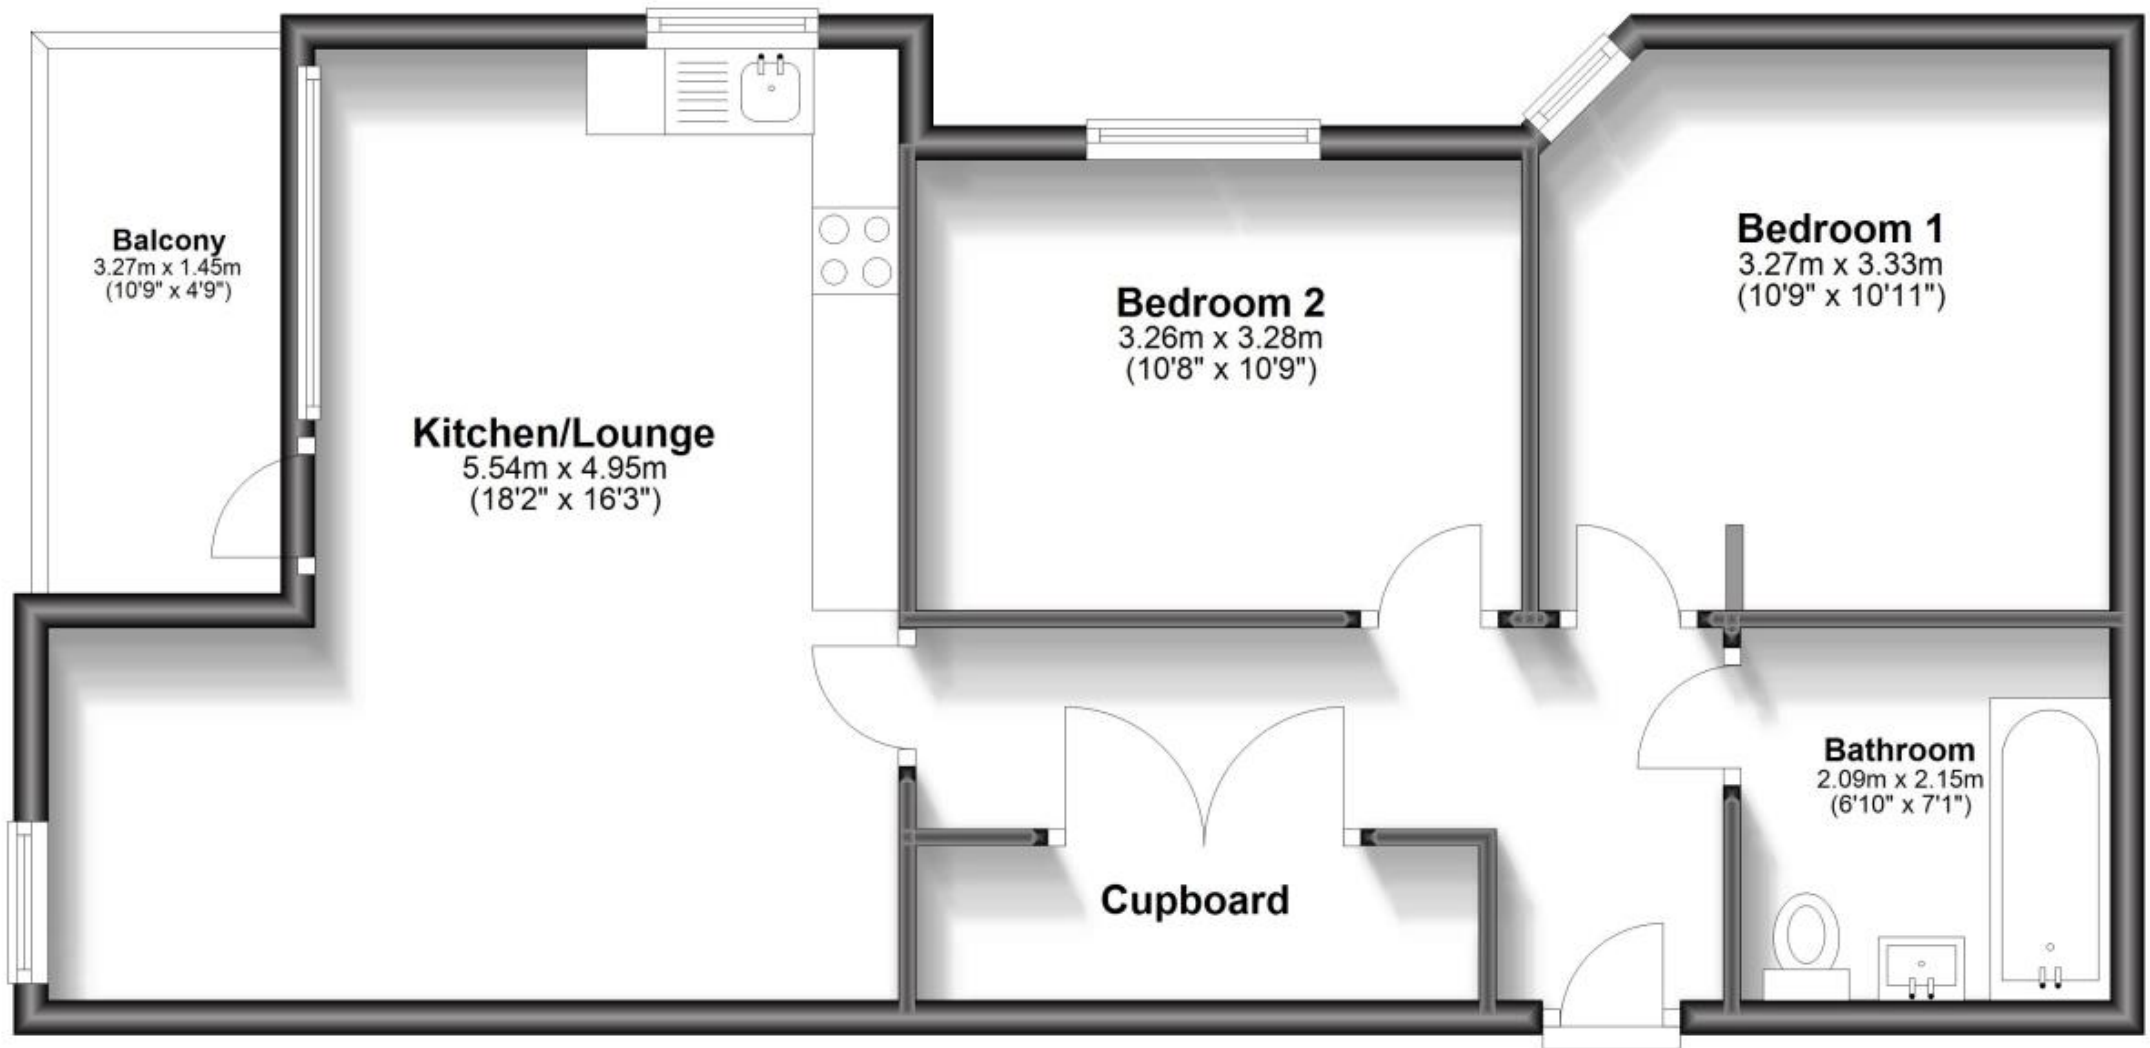 Balcony
3.27m x 1.45m
(10'9" x 4'9")
Kitchen/Lounge
5.54m x 4.95m
(18'2" x 16'3")
Bedroom 2
3.26m x 3.28m
(10'8" x 10'9")
Bedroom 1
3.27m x 3.33m
(10'9" x 10'11")
Bathroom
2.09m x 2.15m
(6'10" x 7'1")
Cupboard